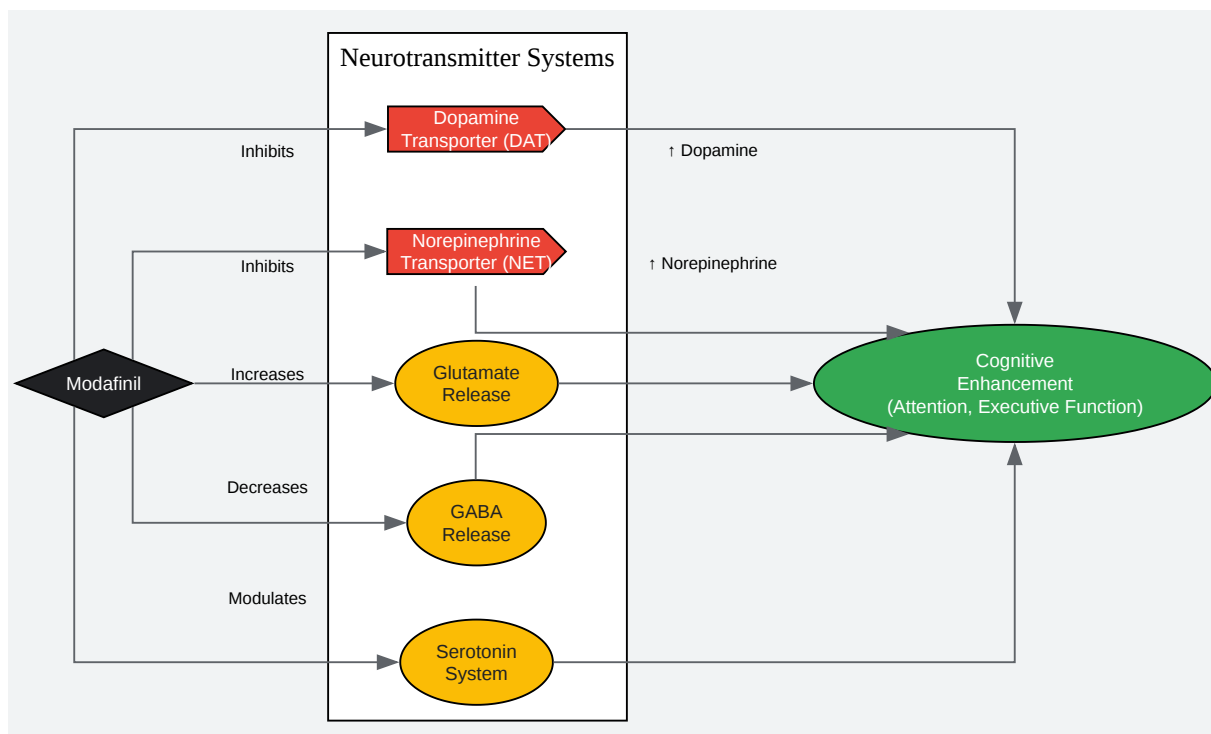 Neurotransmitter Systems
Dopamine
Transporter (DAT)
Inhibits
↑ Dopamine
Norepinephrine
Transporter (NET)
Inhibits
↑ Norepinephrine
Modafinil
Increases
Glutamate
Release
Cognitive
Enhancement
(Attention, Executive Function)
Decreases
GABA
Release
Modulates
Serotonin
System